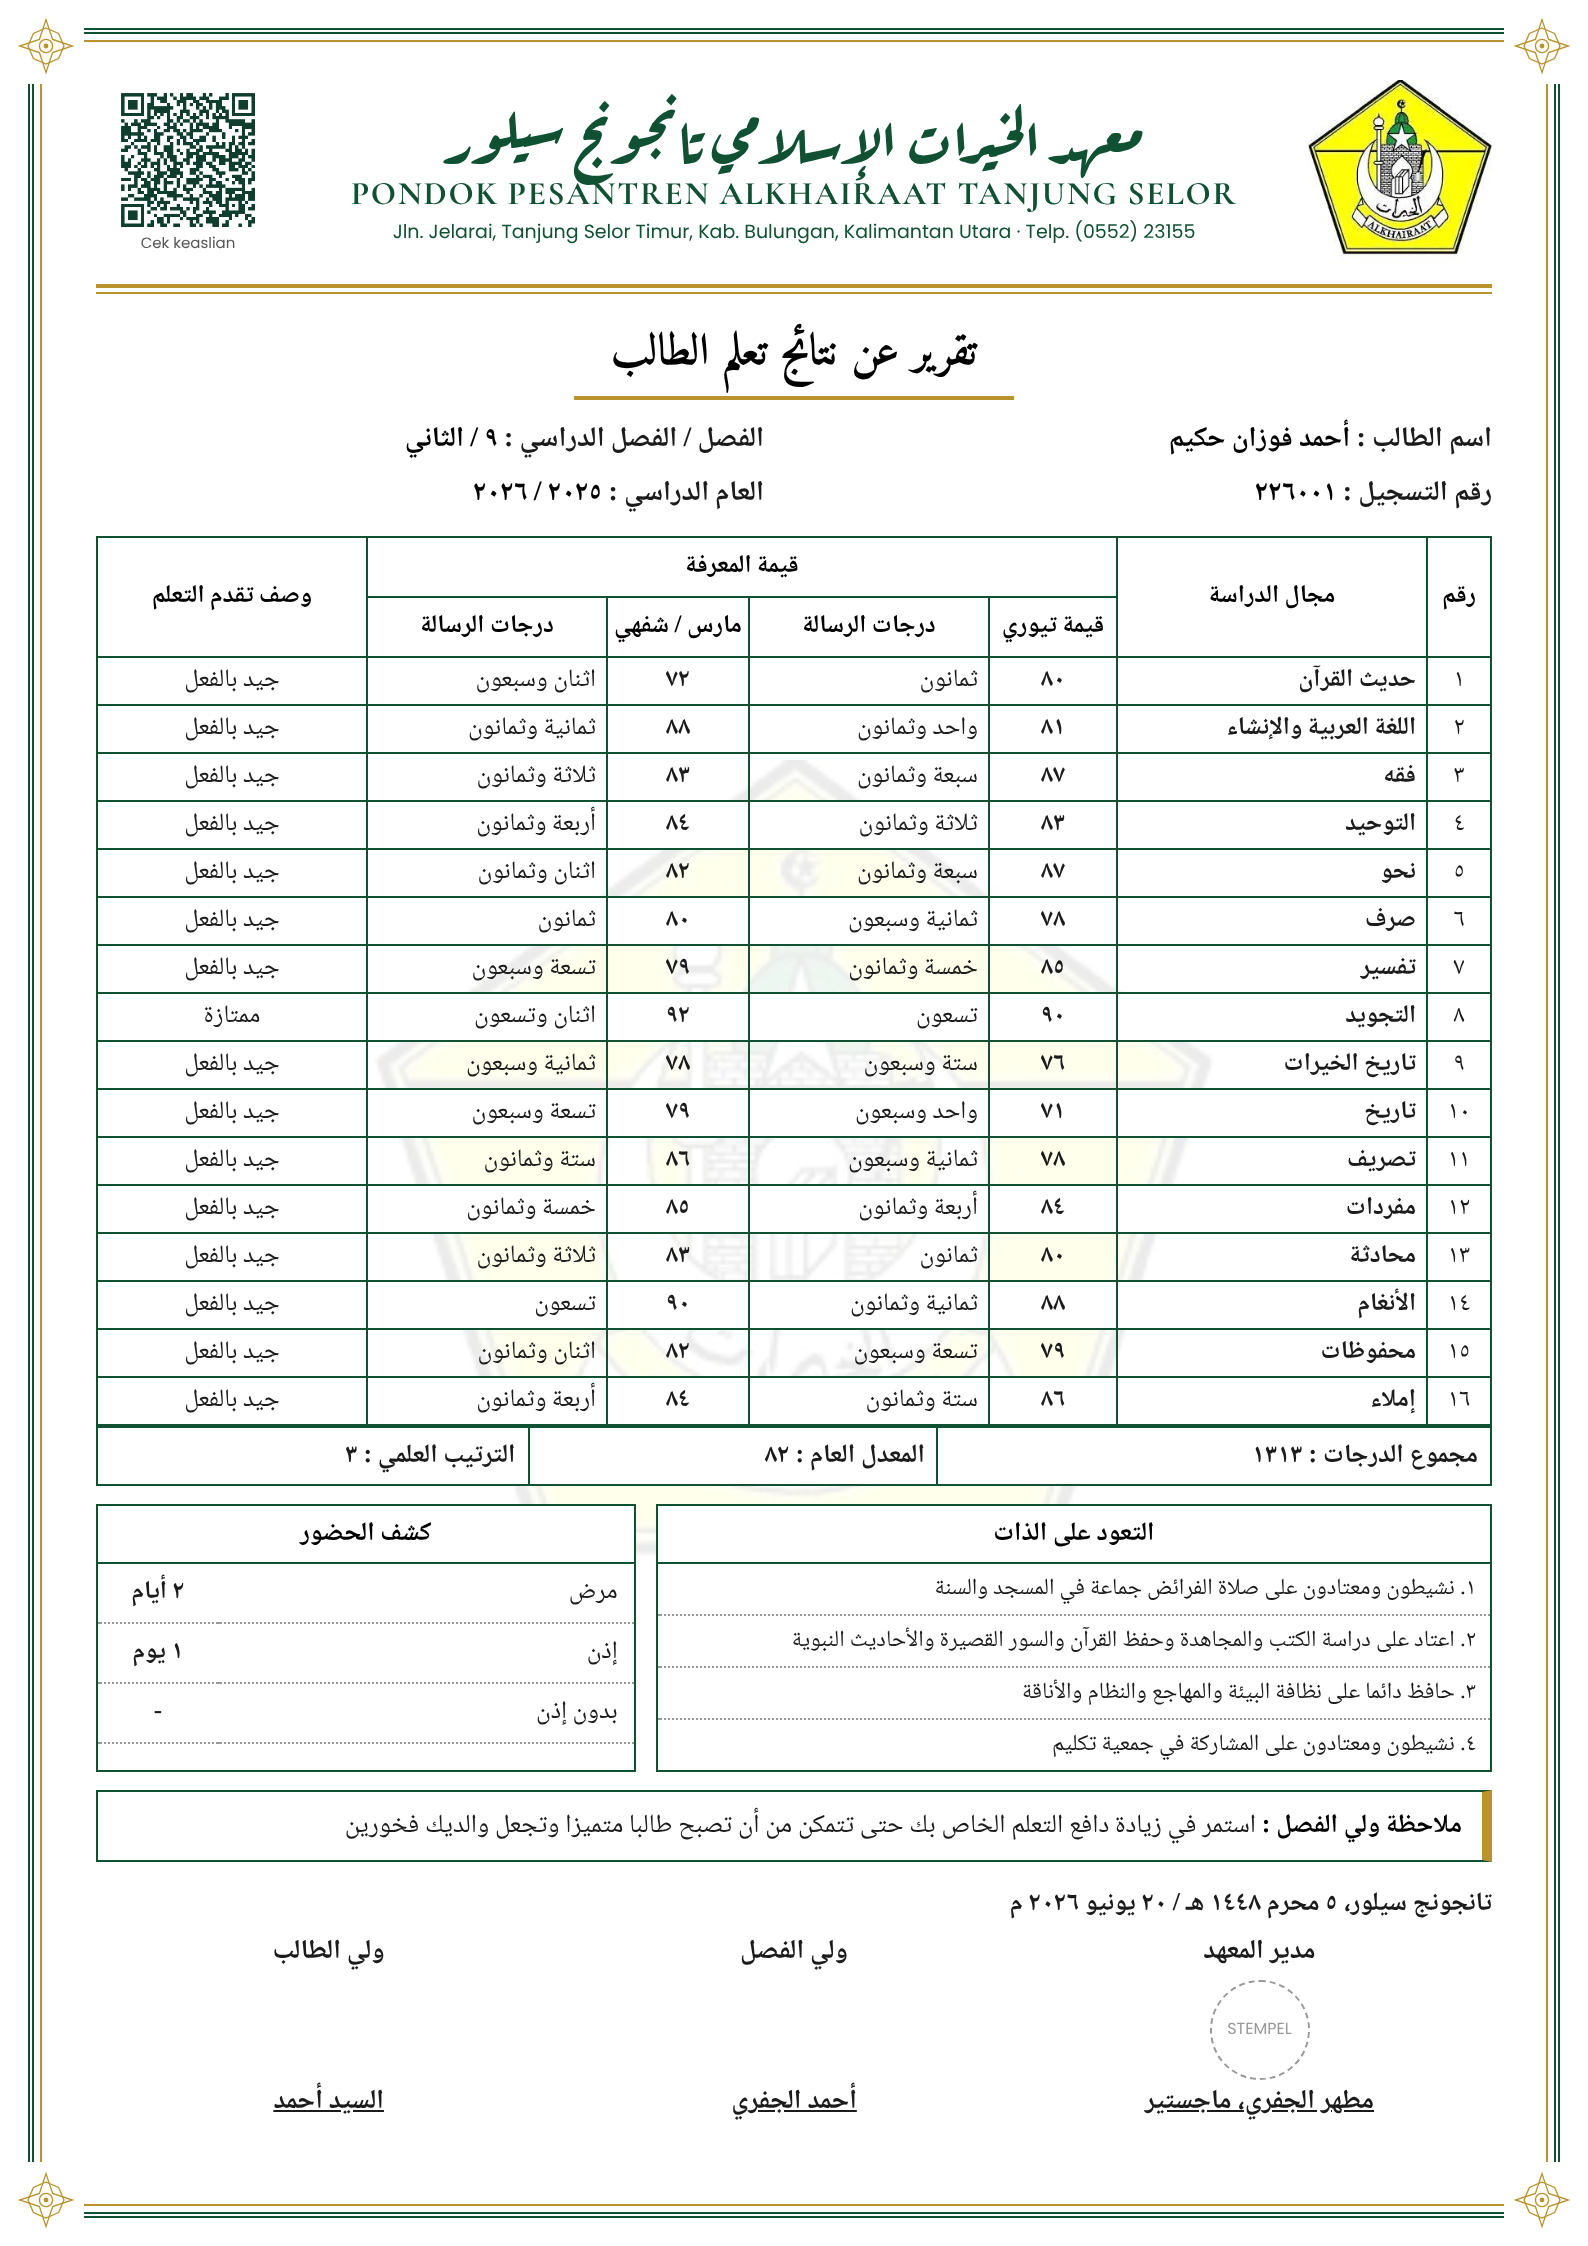 معهد الخيرات الإسلامي تانجونج سيلور
PONDOK PESANTREN ALKHAIRAAT TANJUNG SELOR
Jln. Jelarai, Tanjung Selor Timur, Kab. Bulungan, Kalimantan Utara · Telp. (0552) 23155
Cek keaslian
الخيرات
ALKHAIRAAT
تقرير عن نتائج تعلم الطالب
اسم الطالب : أحمد فوزان حكيم الفصل / الفصل الدراسي : ٩ / الثاني
رقم التسجيل : ٢٢٦٠٠١ العام الدراسي : ٢٠٢٥ / ٢٠٢٦
رقم مجال الدراسة قيمة المعرفة وصف تقدم التعلم
قيمة تيوري درجات الرسالة مارس / شفهي درجات الرسالة
١ حديث القرآن ٨٠ ثمانون ٧٢ اثنان وسبعون جيد بالفعل
٢ اللغة العربية والإنشاء ٨١ واحد وثمانون ٨٨ ثمانية وثمانون جيد بالفعل
٣ فقه ٨٧ سبعة وثمانون ٨٣ ثلاثة وثمانون جيد بالفعل
٤ التوحيد ٨٣ ثلاثة وثمانون ٨٤ أربعة وثمانون جيد بالفعل
٥ نحو ٨٧ سبعة وثمانون ٨٢ اثنان وثمانون جيد بالفعل
٦ صرف ٧٨ ثمانية وسبعون ٨٠ ثمانون جيد بالفعل
٧ تفسير ٨٥ خمسة وثمانون ٧٩ تسعة وسبعون جيد بالفعل
٨ التجويد ٩٠ تسعون ٩٢ اثنان وتسعون ممتازة
٩ تاريخ الخيرات ٧٦ ستة وسبعون ٧٨ ثمانية وسبعون جيد بالفعل
١٠ تاريخ ٧١ واحد وسبعون ٧٩ تسعة وسبعون جيد بالفعل
١١ تصريف ٧٨ ثمانية وسبعون ٨٦ ستة وثمانون جيد بالفعل
١٢ مفردات ٨٤ أربعة وثمانون ٨٥ خمسة وثمانون جيد بالفعل
١٣ محادثة ٨٠ ثمانون ٨٣ ثلاثة وثمانون جيد بالفعل
١٤ الأنغام ٨٨ ثمانية وثمانون ٩٠ تسعون جيد بالفعل
١٥ محفوظات ٧٩ تسعة وسبعون ٨٢ اثنان وثمانون جيد بالفعل
١٦ إملاء ٨٦ ستة وثمانون ٨٤ أربعة وثمانون جيد بالفعل
مجموع الدرجات : ١٣١٣ المعدل العام : ٨٢ الترتيب العلمي : ٣
التعود على الذات
١. نشيطون ومعتادون على صلاة الفرائض جماعة في المسجد والسنة
٢. اعتاد على دراسة الكتب والمجاهدة وحفظ القرآن والسور القصيرة والأحاديث النبوية
٣. حافظ دائما على نظافة البيئة والمهاجع والنظام والأناقة
٤. نشيطون ومعتادون على المشاركة في جمعية تكليم
كشف الحضور
مرض ٢ أيام
إذن ١ يوم
بدون إذن -
ملاحظة ولي الفصل : استمر في زيادة دافع التعلم الخاص بك حتى تتمكن من أن تصبح طالبا متميزا وتجعل والديك فخورين
تانجونج سيلور، ٥ محرم ١٤٤٨ هـ / ٢٠ يونيو ٢٠٢٦ م
مدير المعهد ولي الفصل ولي الطالب
STEMPEL
مطهر الجفري، ماجستير أحمد الجفري السيد أحمد